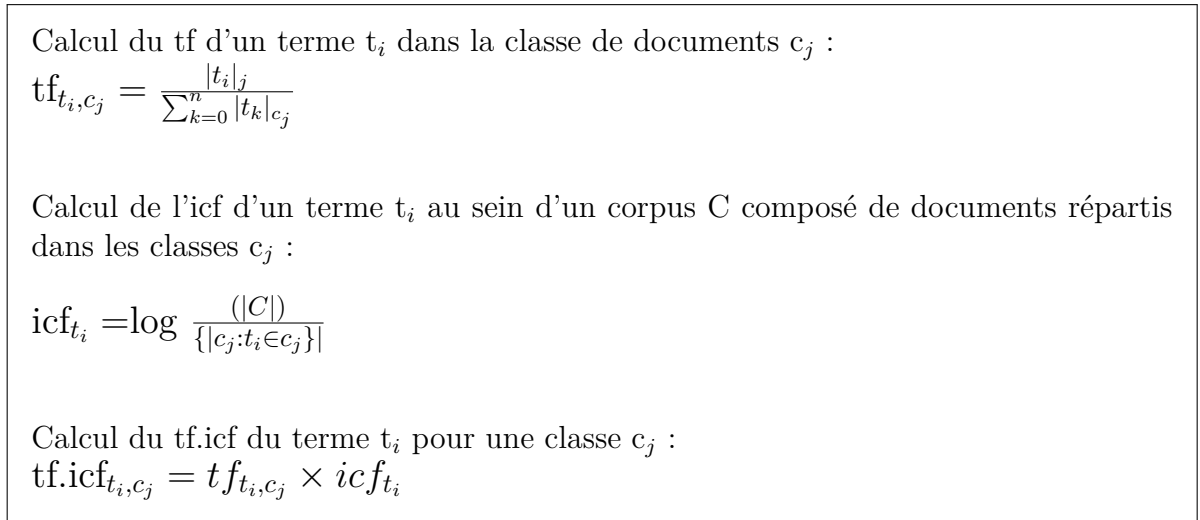 Calcul du tf d'un terme t_i dans la classe de documents c_j :
tf_{t_i,c_j} = \frac{|t_i|_j}{\sum_{k=0}^{n} |t_k|_{c_j}}
Calcul de l'icf d'un terme t_i au sein d'un corpus C composé de documents répartis
dans les classes c_j :
icf_{t_i} =log \frac{(|C|)}{\{|c_j:t_i∈c_j\}|}
Calcul du tf.icf du terme t_i pour une classe c_j :
tf.icf_{t_i,c_j} = tf_{t_i,c_j} × icf_{t_i}